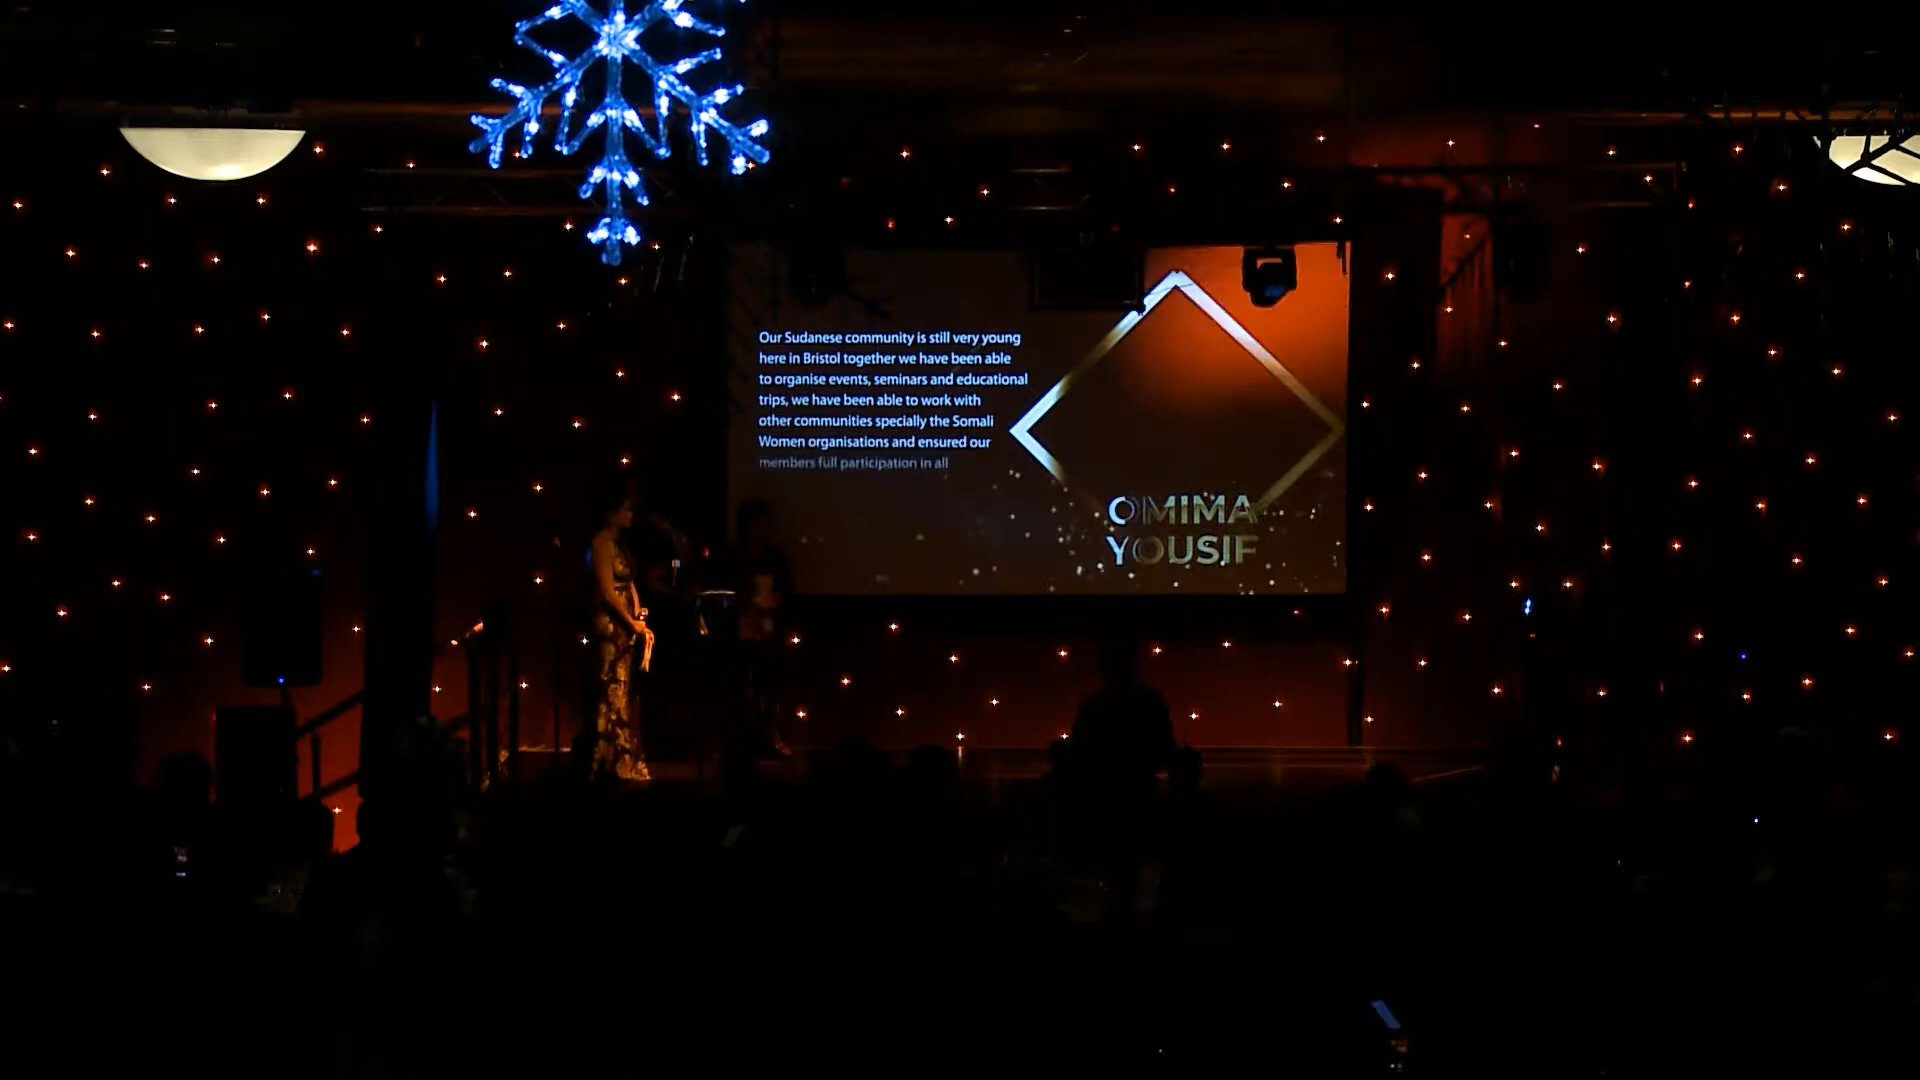 Our Sudanese community is still very young
here in Bristol together we have been able
to organise events, seminars and educational
trips, we have been able to work with
other communities specially the Somali
Women organisations and ensured our
members full participation in all
OMIMA
YOUSIF